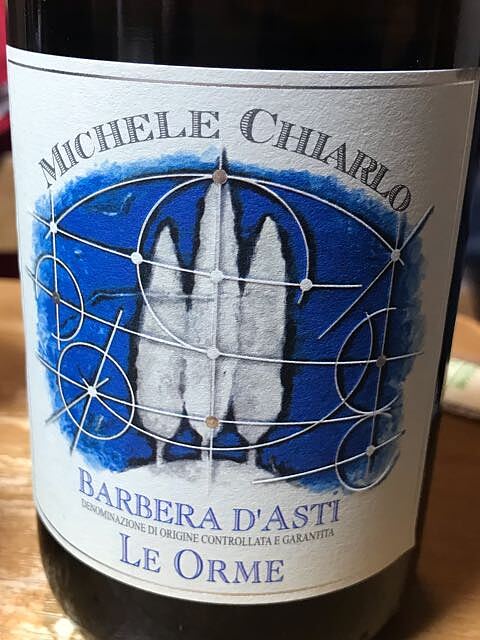 MICHELE CHIARLO
BARBERA D'ASTI
DENOMINAZIONE DI ORIGINE CONTROLLATA E GARANTITA
LE ORME